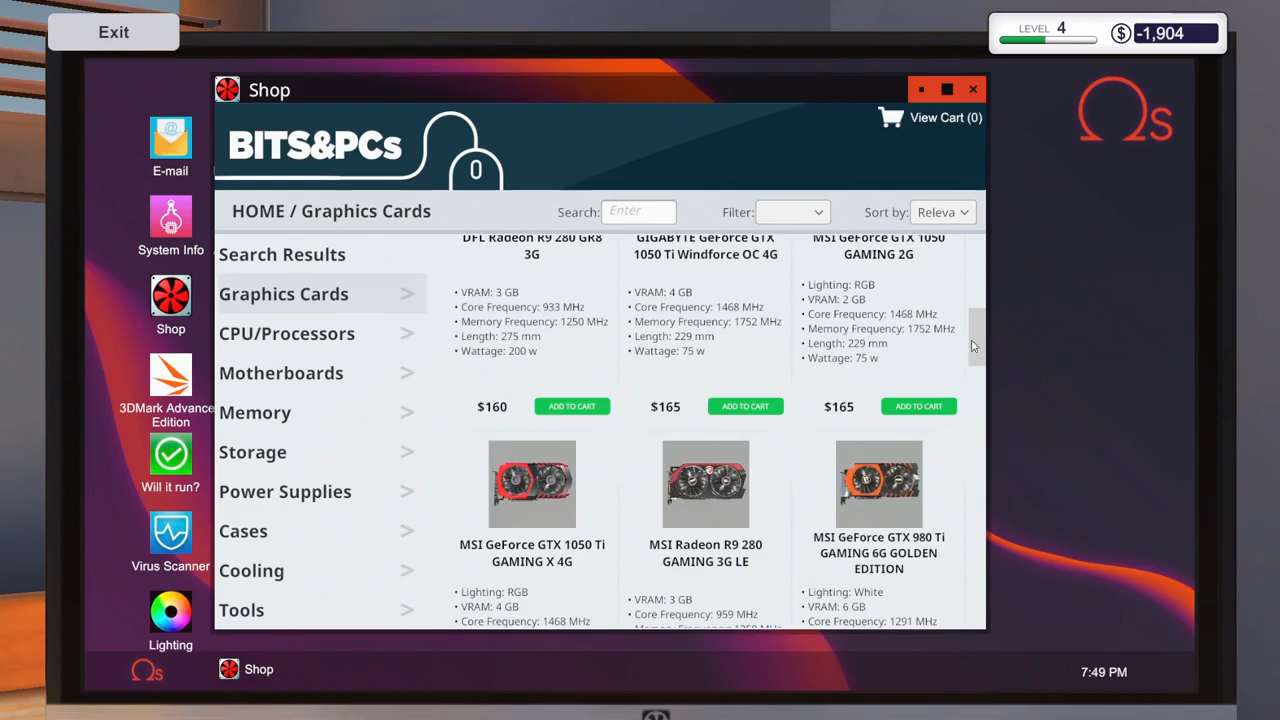 Exit
LEVEL 4
$ -1,904
Shop
BITS&PCs
View Cart (0)
HOME / Graphics Cards
Search: Enter
Filter:
Sort by: Releva
E-mail
System Info
Shop
3DMark Advance
Edition
Will it run?
Virus Scanner
Lighting
Search Results
Graphics Cards >
CPU/Processors >
Motherboards >
Memory >
Storage >
Power Supplies >
Cases >
Cooling >
Tools >
DFL Radeon R9 280 GR8
3G
• VRAM: 3 GB
• Core Frequency: 933 MHz
• Memory Frequency: 1250 MHz
• Length: 275 mm
• Wattage: 200 w
$160 ADD TO CART
GIGABYTE GeForce GTX
1050 Ti Windforce OC 4G
• VRAM: 4 GB
• Core Frequency: 1468 MHz
• Memory Frequency: 1752 MHz
• Length: 229 mm
• Wattage: 75 w
$165 ADD TO CART
MSI GeForce GTX 1050
GAMING 2G
• Lighting: RGB
• VRAM: 2 GB
• Core Frequency: 1468 MHz
• Memory Frequency: 1752 MHz
• Length: 229 mm
• Wattage: 75 w
$165 ADD TO CART
MSI GeForce GTX 1050 Ti
GAMING X 4G
• Lighting: RGB
• VRAM: 4 GB
• Core Frequency: 1468 MHz
MSI Radeon R9 280
GAMING 3G LE
• VRAM: 3 GB
• Core Frequency: 959 MHz
MSI GeForce GTX 980 Ti
GAMING 6G GOLDEN
EDITION
• Lighting: White
• VRAM: 6 GB
• Core Frequency: 1291 MHz
Ωs
Ωs
Shop
7:49 PM